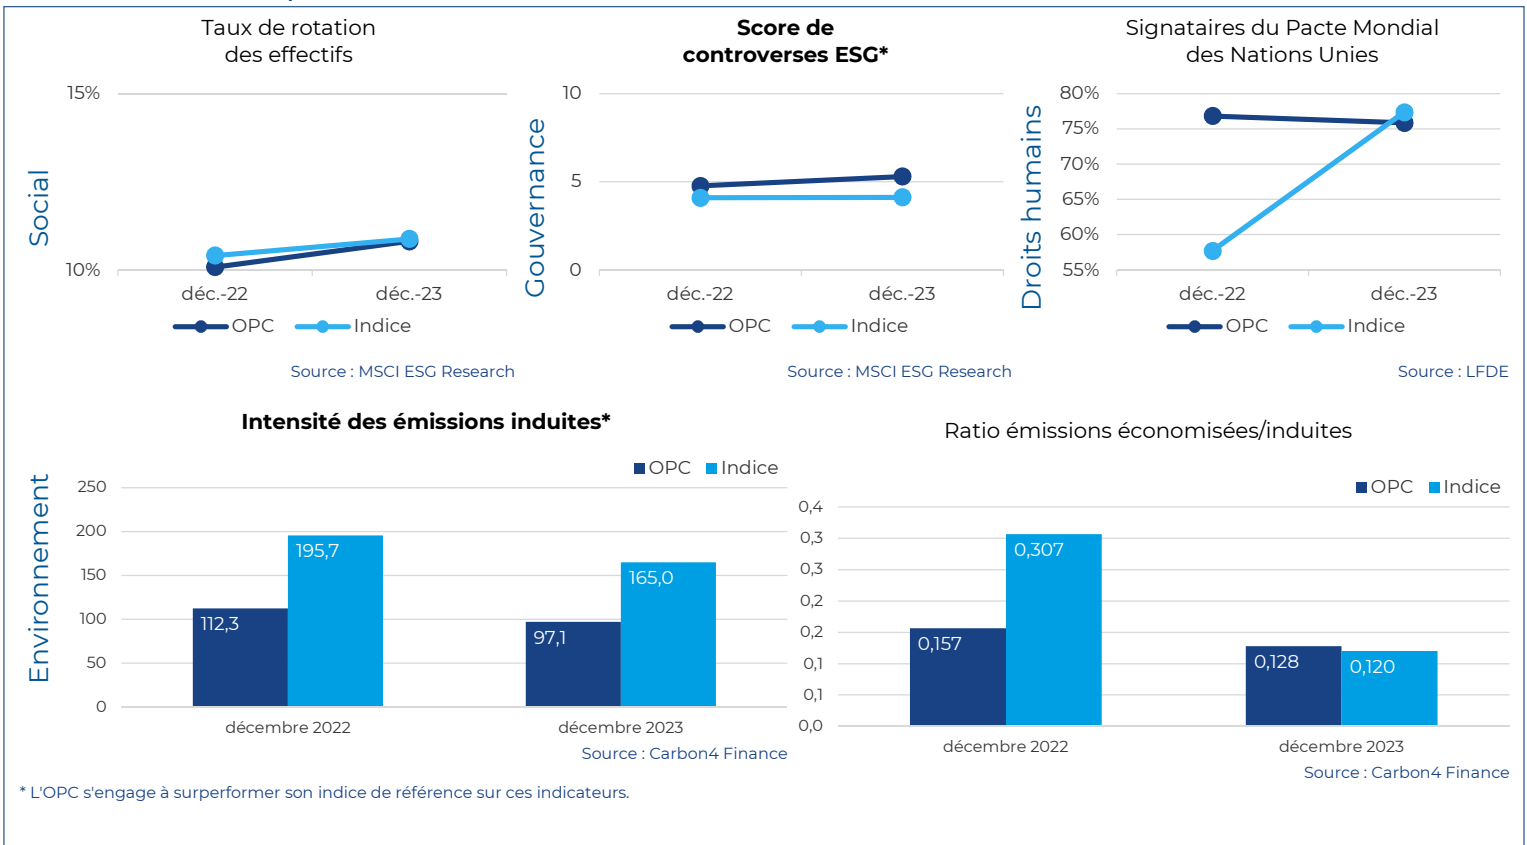 Taux de rotation
des effectifs
15%
10%
Social
déc.-22
déc.-23
OPC
Indice
Source : MSCI ESG Research
Score de
controverses ESG*
10
5
0
Gouvernance
déc.-22
déc.-23
OPC
Indice
Source : MSCI ESG Research
Signataires du Pacte Mondial
des Nations Unies
80%
75%
70%
65%
60%
55%
Droits humains
déc.-22
déc.-23
OPC
Indice
Source : LFDE
Intensité des émissions induites*
OPC
Indice
Environnement
250
200
150
100
50
0
112,3
195,7
97,1
165,0
décembre 2022
décembre 2023
Source : Carbon4 Finance
Ratio émissions économisées/induites
OPC
Indice
0,4
0,3
0,3
0,2
0,2
0,1
0,1
0,0
0,157
0,307
0,128
0,120
décembre 2022
décembre 2023
Source : Carbon4 Finance
* L'OPC s'engage à surperformer son indice de référence sur ces indicateurs.